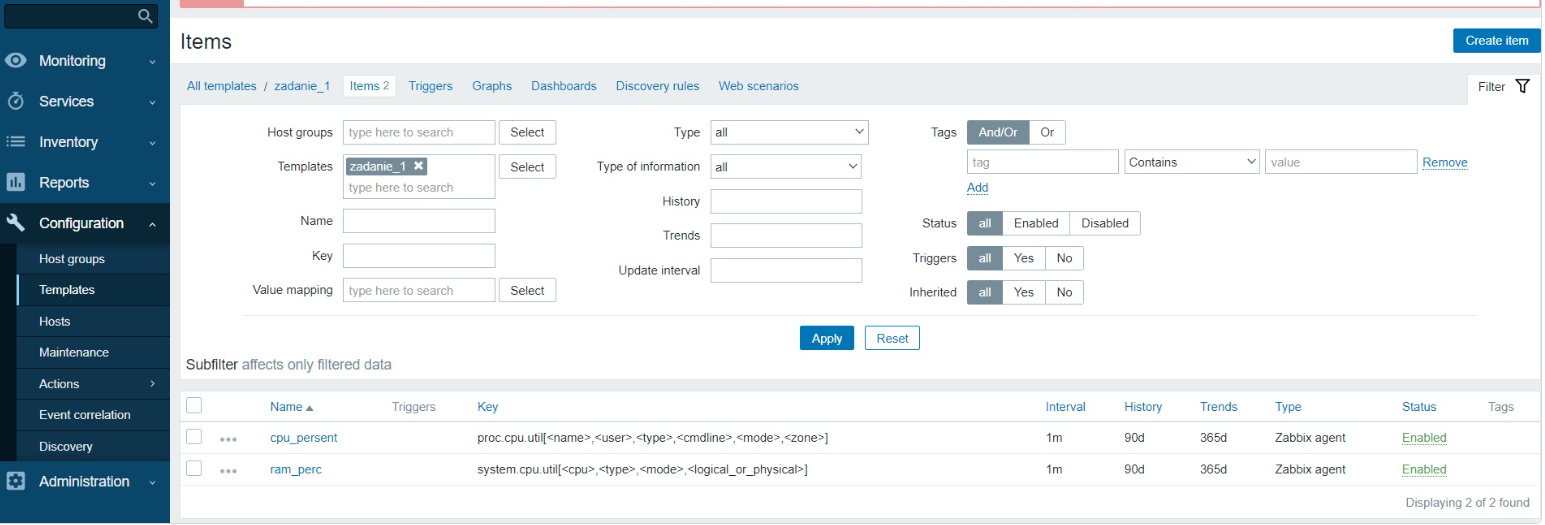 Monitoring
Services
Inventory
Reports
Configuration
Host groups
Templates
Hosts
Maintenance
Actions
Event correlation
Discovery
Administration
Items
Create item
All templates / zadanie_1 Items 2 Triggers Graphs Dashboards Discovery rules Web scenarios
Filter
Host groups type here to search Select
Templates zadanie_1 Select
type here to search
Name
Key
Value mapping type here to search Select
Type all
Type of information all
History
Trends
Update interval
Tags And/Or Or
tag Contains value Remove
Add
Status all Enabled Disabled
Triggers all Yes No
Inherited all Yes No
Apply Reset
Subfilter affects only filtered data
Name Triggers Key Interval History Trends Type Status Tags
cpu_persent proc.cpu.util[<name>,<user>,<type>,<cmdline>,<mode>,<zone>] 1m 90d 365d Zabbix agent Enabled
ram_perc system.cpu.util[<cpu>,<type>,<mode>,<logical_or_physical>] 1m 90d 365d Zabbix agent Enabled
Displaying 2 of 2 found